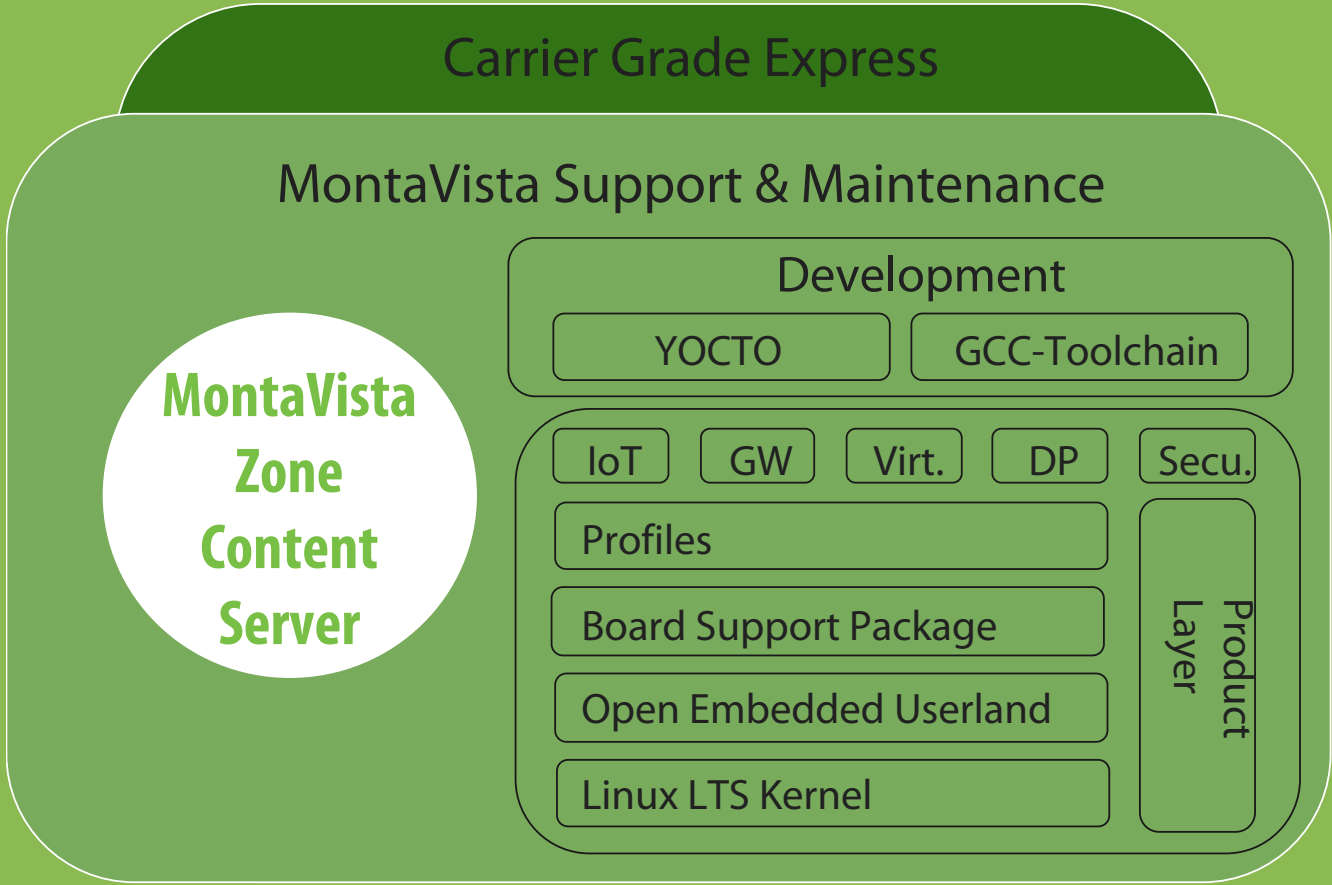 Carrier Grade Express
MontaVista Support & Maintenance
MontaVista
Zone
Content
Server
Development
YOCTO
GCC-Toolchain
IoT
GW
Virt.
DP
Secu.
Profiles
Board Support Package
Open Embedded Userland
Linux LTS Kernel
Product
Layer